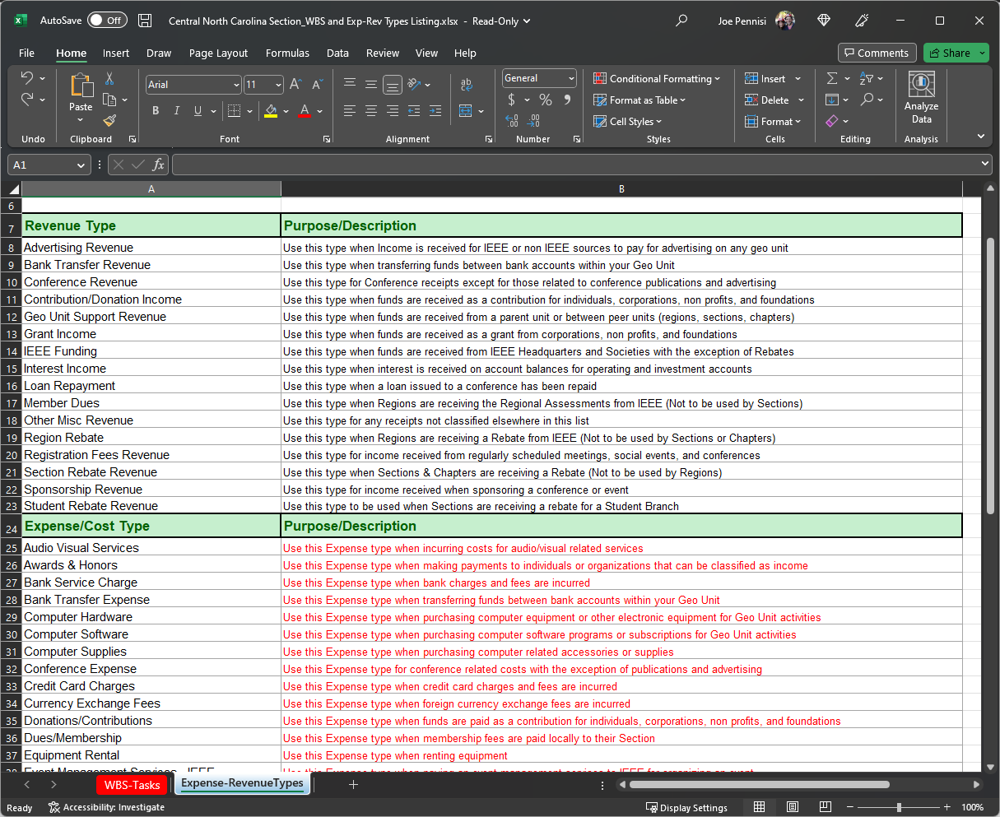 AutoSave Off Central North Carolina Section_WBS and Exp-Rev Types Listing.xlsx - Read-Only Joe Pennisi
File Home Insert Draw Page Layout Formulas Data Review View Help Comments Share
Paste Arial 11 General $ % Conditional Formatting Format as Table Cell Styles Insert Delete Format Analyze Data
Undo Clipboard Font Alignment Number Styles Cells Editing Analysis
A1 fx
A B
6
7 Revenue Type Purpose/Description
8 Advertising Revenue Use this type when Income is received for IEEE or non IEEE sources to pay for advertising on any geo unit
9 Bank Transfer Revenue Use this type when transferring funds between bank accounts within your Geo Unit
10 Conference Revenue Use this type for Conference receipts except for those related to conference publications and advertising
11 Contribution/Donation Income Use this type when funds are received as a contribution for individuals, corporations, non profits, and foundations
12 Geo Unit Support Revenue Use this type when funds are received from a parent unit or between peer units (regions, sections, chapters)
13 Grant Income Use this type when funds are received as a grant from corporations, non profits, and foundations
14 IEEE Funding Use this type when funds are received from IEEE Headquarters and Societies with the exception of Rebates
15 Interest Income Use this type when interest is received on account balances for operating and investment accounts
16 Loan Repayment Use this type when a loan issued to a conference has been repaid
17 Member Dues Use this type when Regions are receiving the Regional Assessments from IEEE (Not to be used by Sections)
18 Other Misc Revenue Use this type for any receipts not classified elsewhere in this list
19 Region Rebate Use this type when Regions are receiving a Rebate from IEEE (Not to be used by Sections or Chapters)
20 Registration Fees Revenue Use this type for income received from regularly scheduled meetings, social events, and conferences
21 Section Rebate Revenue Use this type when Sections & Chapters are receiving a Rebate (Not to be used by Regions)
22 Sponsorship Revenue Use this type for income received when sponsoring a conference or event
23 Student Rebate Revenue Use this type to be used when Sections are receiving a rebate for a Student Branch
24 Expense/Cost Type Purpose/Description
25 Audio Visual Services Use this Expense type when incurring costs for audio/visual related services
26 Awards & Honors Use this Expense type when making payments to individuals or organizations that can be classified as income
27 Bank Service Charge Use this Expense type when bank charges and fees are incurred
28 Bank Transfer Expense Use this Expense type when transferring funds between bank accounts within your Geo Unit
29 Computer Hardware Use this Expense type when purchasing computer equipment or other electronic equipment for Geo Unit activities
30 Computer Software Use this Expense type when purchasing computer software programs or subscriptions for Geo Unit activities
31 Computer Supplies Use this Expense type when purchasing computer related accessories or supplies
32 Conference Expense Use this Expense type for conference related costs with the exception of publications and advertising
33 Credit Card Charges Use this Expense type when credit card charges and fees are incurred
34 Currency Exchange Fees Use this Expense type when foreign currency exchange fees are incurred
35 Donations/Contributions Use this Expense type when funds are paid as a contribution for individuals, corporations, non profits, and foundations
36 Dues/Membership Use this Expense type when membership fees are paid locally to their Section
37 Equipment Rental Use this Expense type when renting equipment
WBS-Tasks Expense-RevenueTypes
Ready Accessibility: Investigate Display Settings 100%